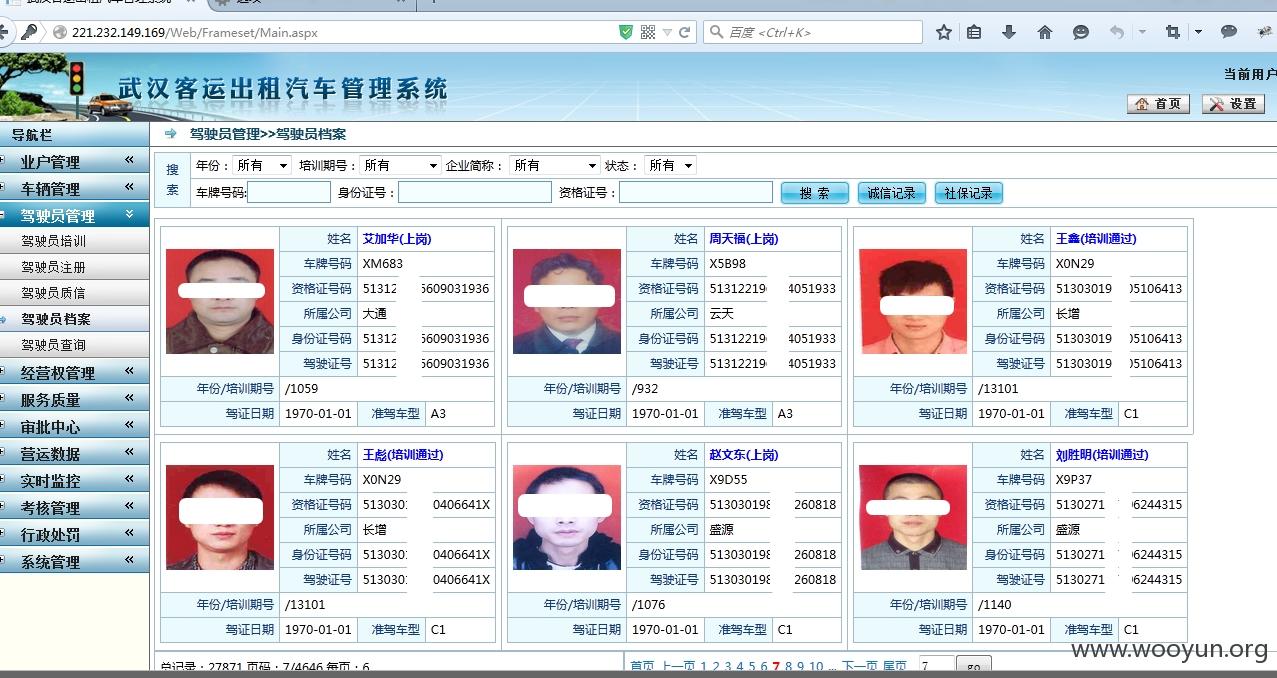 221.232.149.169/Web/Frameset/Main.aspx
百度 <Ctrl+K>
武汉客运出租汽车管理系统
当前用户
首页 设置
导航栏
业户管理
车辆管理
驾驶员管理
驾驶员培训
驾驶员注册
驾驶员质信
驾驶员档案
驾驶员查询
经营权管理
服务质量
审批中心
营运数据
实时监控
考核管理
行政处罚
系统管理
驾驶员管理>>驾驶员档案
搜索
年份: 所有 培训期号: 所有 企业简称: 所有 状态: 所有
车牌号码: 身份证号: 资格证号: 搜 索 诚信记录 社保记录
姓名 艾加华(上岗)
车牌号码 XM683
资格证号码 51312 5609031936
所属公司 大通
身份证号码 51312 5609031936
驾驶证号 51312 5609031936
年份/培训期号 /1059
驾证日期 1970-01-01 准驾车型 A3
姓名 周天福(上岗)
车牌号码 X5B98
资格证号码 51312219 4051933
所属公司 云天
身份证号码 51312219 4051933
驾驶证号 51312219 4051933
年份/培训期号 /932
驾证日期 1970-01-01 准驾车型 A3
姓名 王鑫(培训通过)
车牌号码 X0N29
资格证号码 51303019 05106413
所属公司 长增
身份证号码 51303019 05106413
驾驶证号 51303019 05106413
年份/培训期号 /13101
驾证日期 1970-01-01 准驾车型 C1
姓名 王彪(培训通过)
车牌号码 X0N29
资格证号码 513030 0406641X
所属公司 长增
身份证号码 513030 0406641X
驾驶证号 513030 0406641X
年份/培训期号 /13101
驾证日期 1970-01-01 准驾车型 C1
姓名 赵文东(上岗)
车牌号码 X9D55
资格证号码 513030198 260818
所属公司 盛源
身份证号码 513030198 260818
驾驶证号 513030198 260818
年份/培训期号 /1076
驾证日期 1970-01-01 准驾车型 C1
姓名 刘胜明(培训通过)
车牌号码 X9P37
资格证号码 5130271 6244315
所属公司 盛源
身份证号码 5130271 6244315
驾驶证号 5130271 6244315
年份/培训期号 /1140
驾证日期 1970-01-01 准驾车型 C1
总记录：27871 页码：7/4646 每页：6
首页 上一页 1 2 3 4 5 6 7 8 9 10 ... 下一页 尾页 7 go
www.wooyun.org